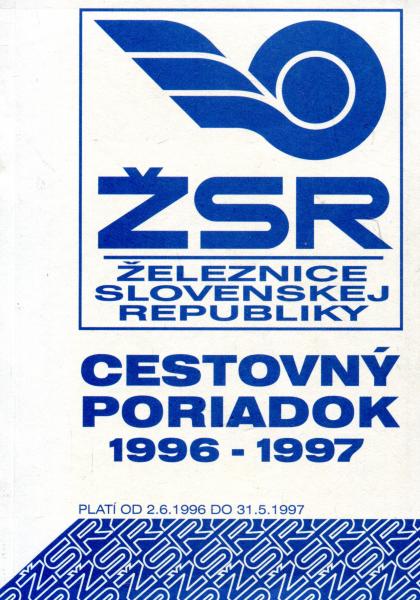 ŽSR
ŽELEZNICE
SLOVENSKEJ
REPUBLIKY
CESTOVNÝ
PORIADOK
1996 - 1997
PLATÍ OD 2.6.1996 DO 31.5.1997